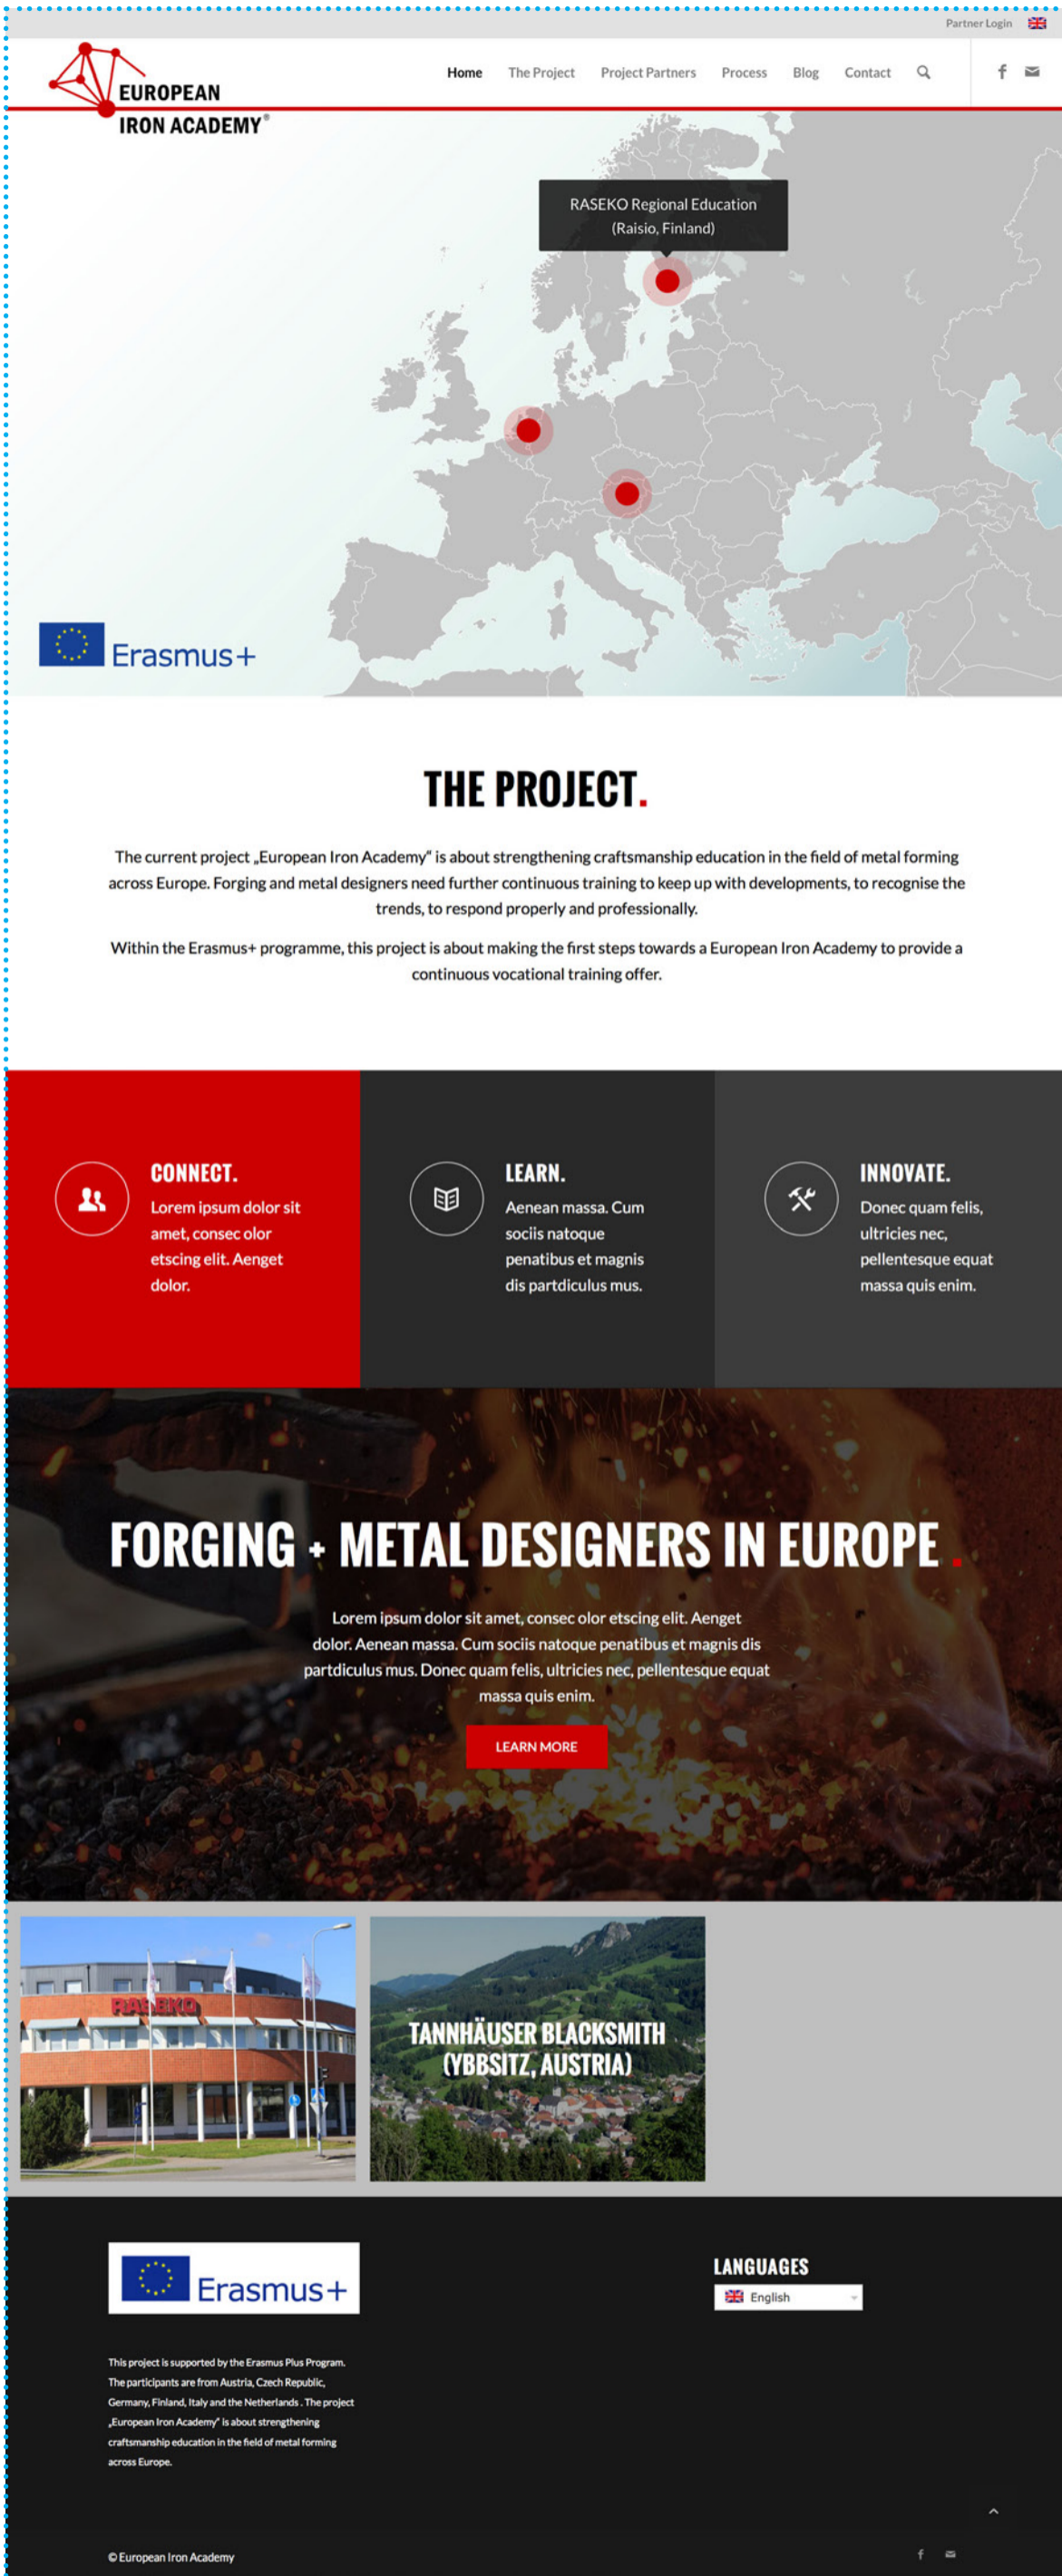 Partner Login
EUROPEAN
IRON ACADEMY®
Home The Project Project Partners Process Blog Contact
RASEKO Regional Education
(Raisio, Finland)
Erasmus+
THE PROJECT.
The current project „European Iron Academy“ is about strengthening craftsmanship education in the field of metal forming
across Europe. Forging and metal designers need further continuous training to keep up with developments, to recognise the
trends, to respond properly and professionally.
Within the Erasmus+ programme, this project is about making the first steps towards a European Iron Academy to provide a
continuous vocational training offer.
CONNECT.
Lorem ipsum dolor sit
amet, consec olor
etscing elit. Aenget
dolor.
LEARN.
Aenean massa. Cum
sociis natoque
penatibus et magnis
dis partdiculus mus.
INNOVATE.
Donec quam felis,
ultricies nec,
pellentesque equat
massa quis enim.
FORGING + METAL DESIGNERS IN EUROPE .
Lorem ipsum dolor sit amet, consec olor etscing elit. Aenget
dolor. Aenean massa. Cum sociis natoque penatibus et magnis dis
partdiculus mus. Donec quam felis, ultricies nec, pellentesque equat
massa quis enim.
LEARN MORE
RASEKO
TANNHÄUSER BLACKSMITH
(YBBSITZ, AUSTRIA)
Erasmus+
This project is supported by the Erasmus Plus Program.
The participants are from Austria, Czech Republic,
Germany, Finland, Italy and the Netherlands . The project
„European Iron Academy“ is about strengthening
craftsmanship education in the field of metal forming
across Europe.
LANGUAGES
English
© European Iron Academy